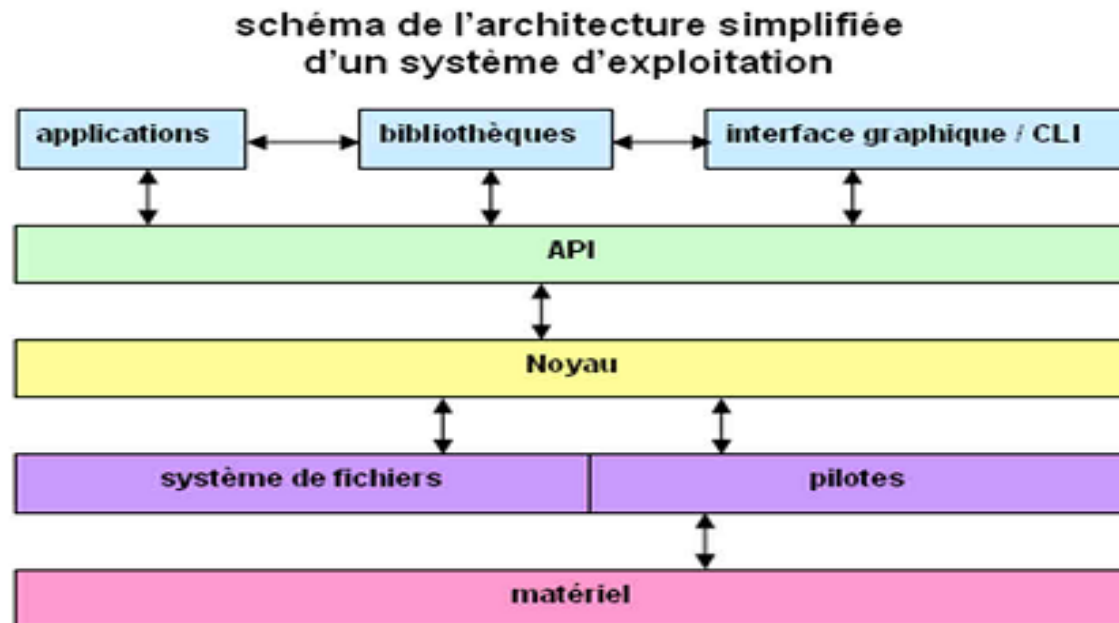 schéma de l'architecture simplifiée
d'un système d'exploitation
applications
bibliothèques
interface graphique / CLI
API
Noyau
système de fichiers
pilotes
matériel